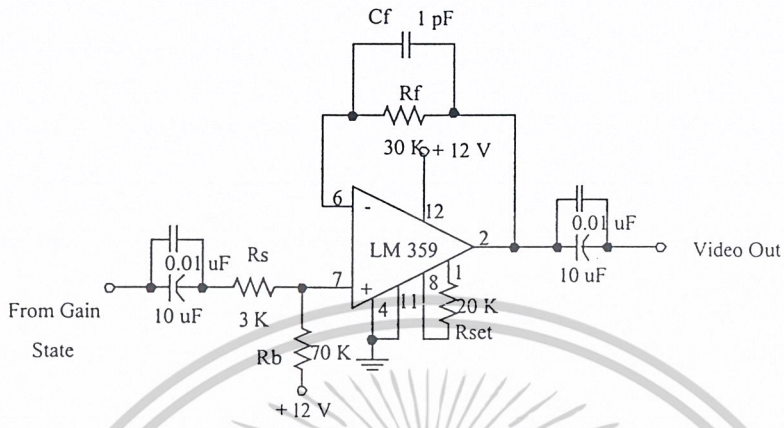 Cf 1 pF
Rf
30 K
+ 12 V
6
-
12
LM 359
2
0.01 uF
10 uF
Video Out
0.01 uF
Rs
7
+
1
8
11
4
20 K
Rset
From Gain
State
10 uF
3 K
Rb
70 K
+ 12 V